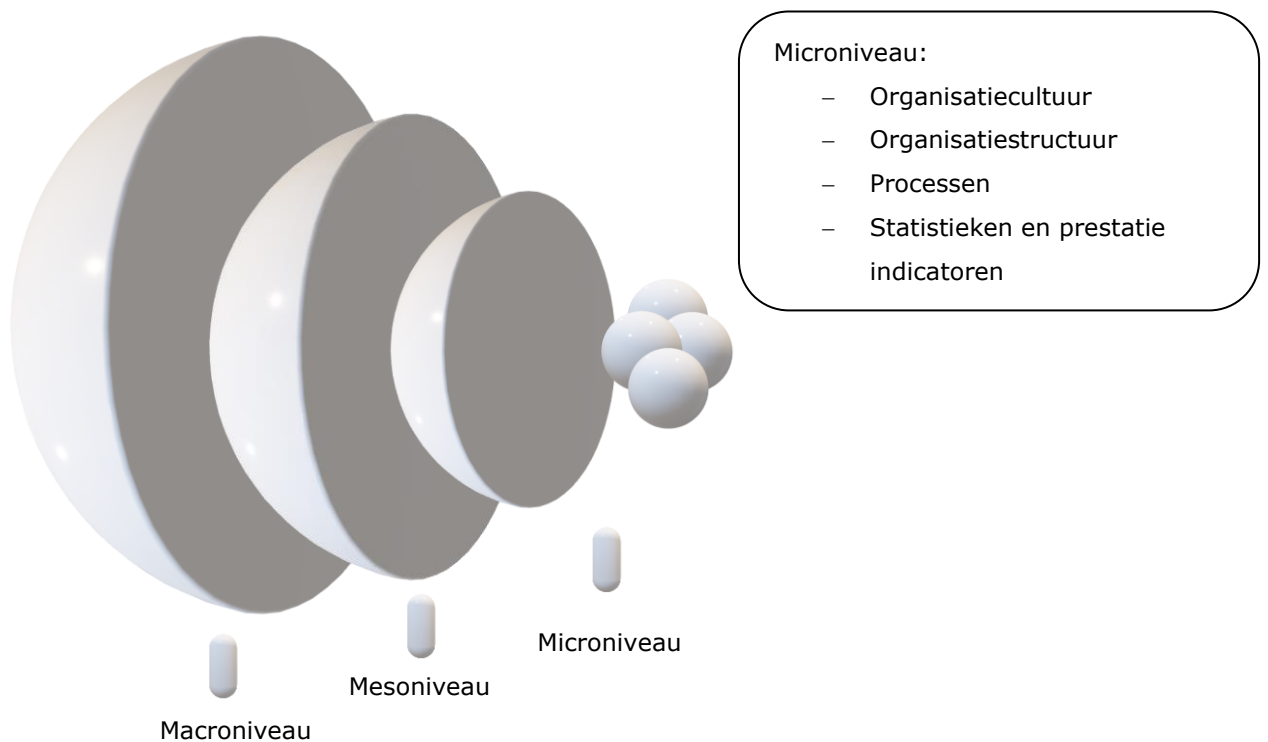 Microniveau:
– Organisatiecultuur
– Organisatiestructuur
– Processen
– Statistieken en prestatie
indicatoren
Microniveau
Mesoniveau
Macroniveau